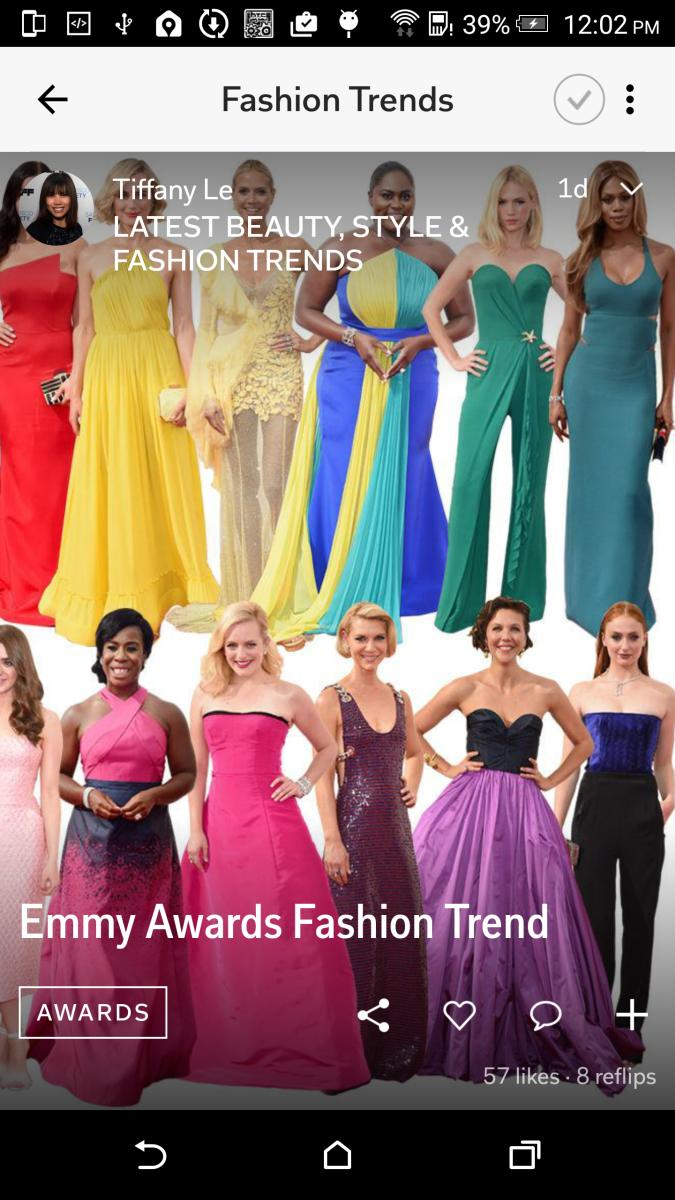 39% 12:02 PM
Fashion Trends
Tiffany Le
1d
LATEST BEAUTY, STYLE &
FASHION TRENDS
Emmy Awards Fashion Trend
AWARDS
57 likes · 8 reflips